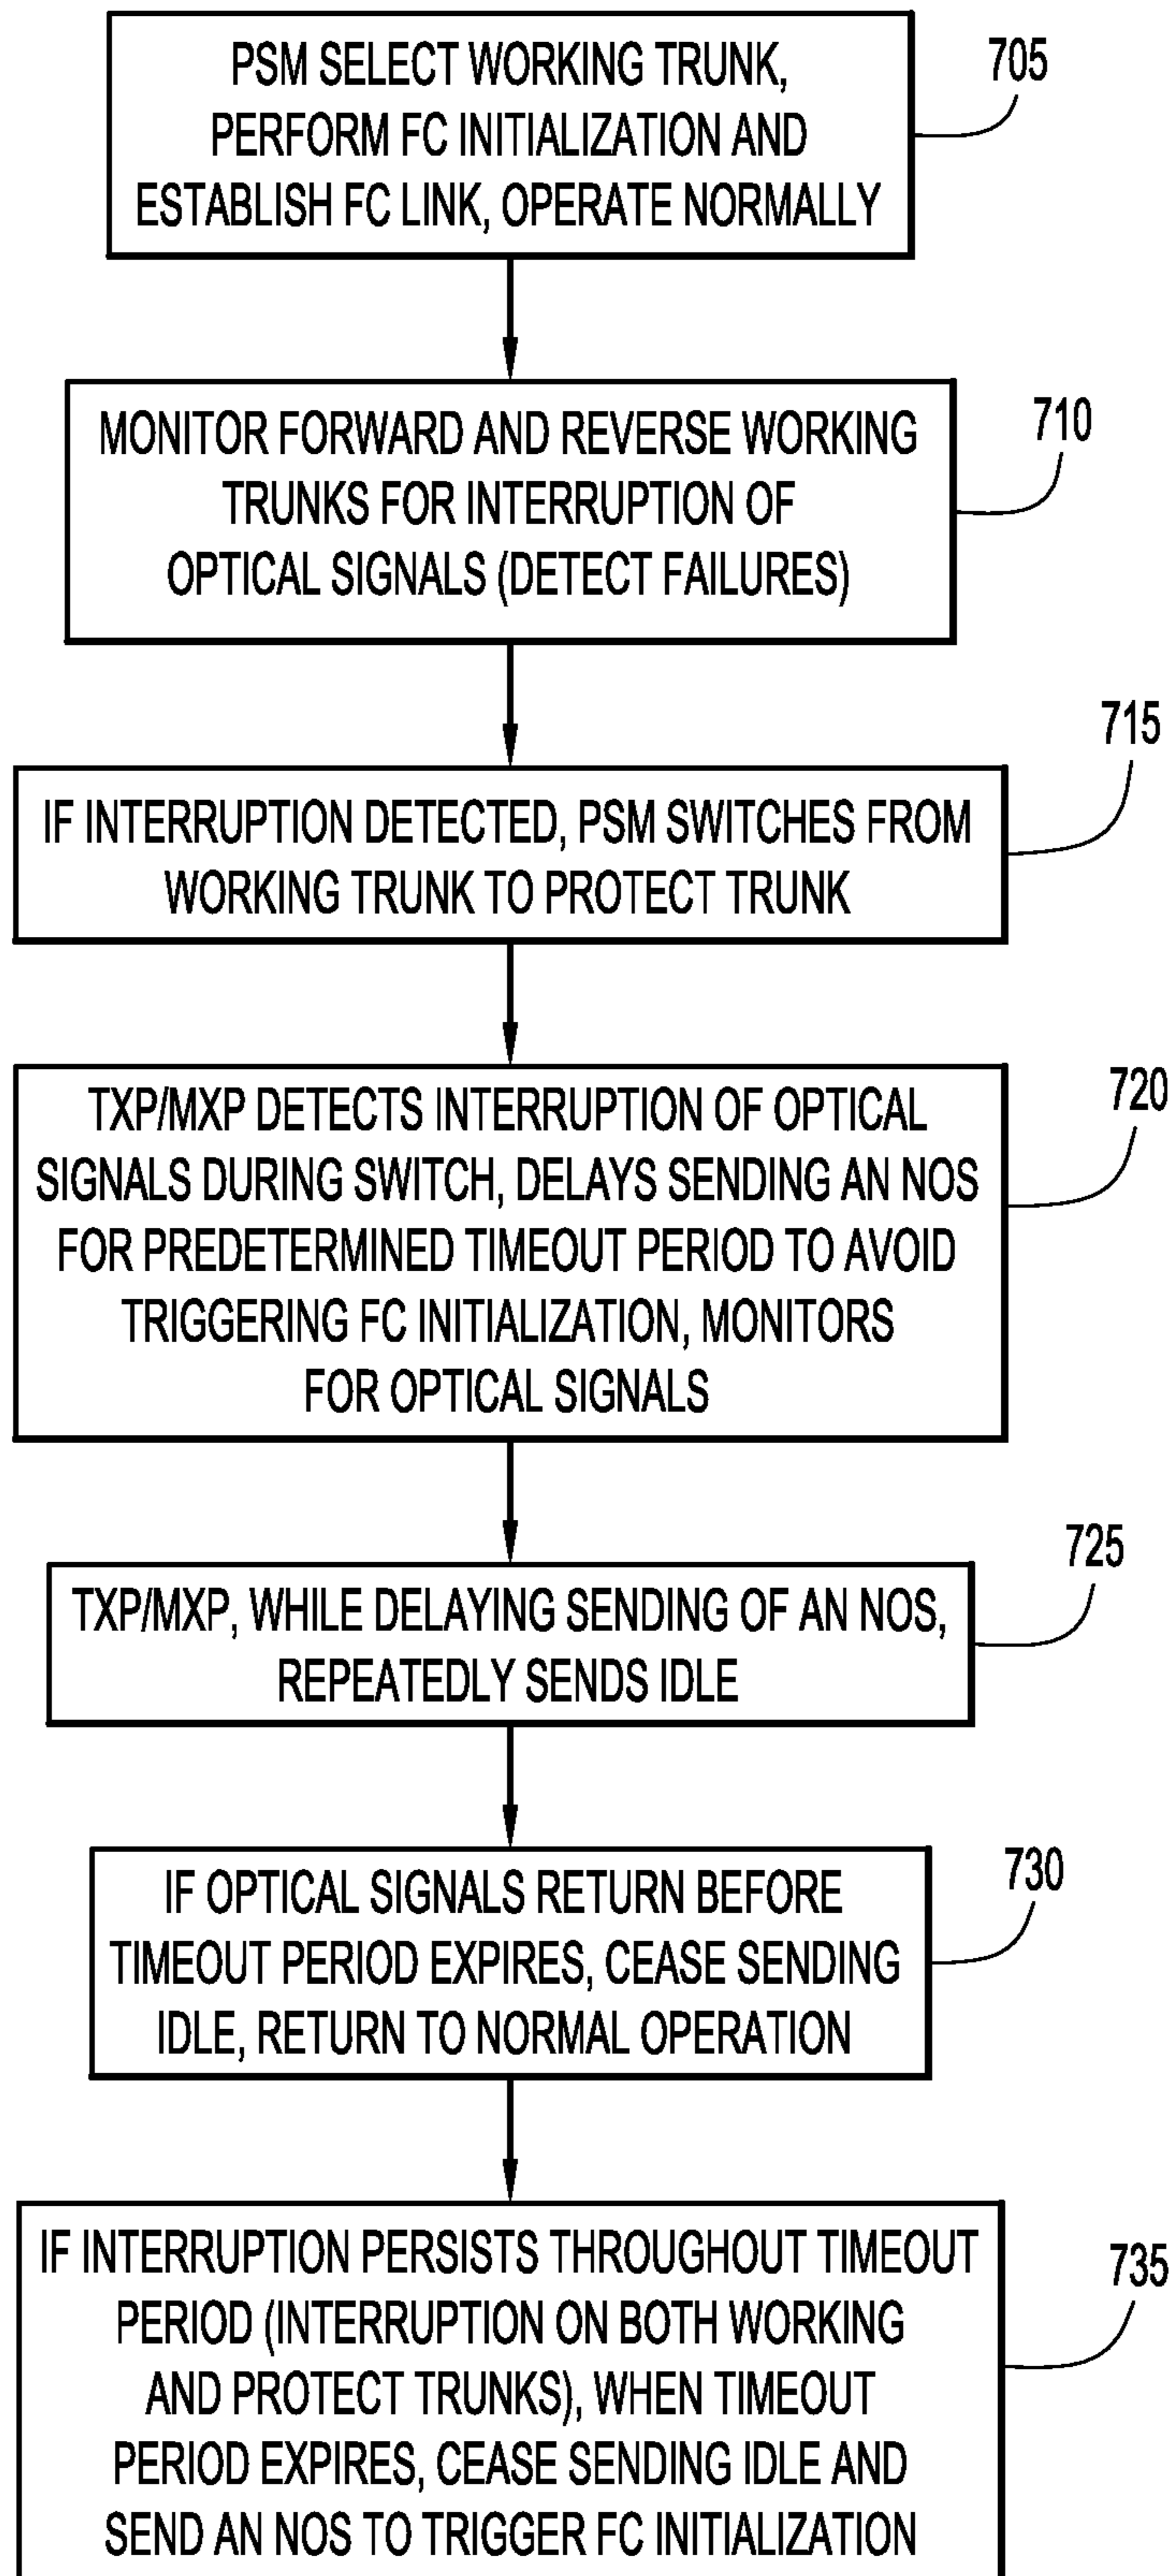 PSM SELECT WORKING TRUNK,
PERFORM FC INITIALIZATION AND
ESTABLISH FC LINK, OPERATE NORMALLY
705
MONITOR FORWARD AND REVERSE WORKING
TRUNKS FOR INTERRUPTION OF
OPTICAL SIGNALS (DETECT FAILURES)
710
IF INTERRUPTION DETECTED, PSM SWITCHES FROM
WORKING TRUNK TO PROTECT TRUNK
715
TXP/MXP DETECTS INTERRUPTION OF OPTICAL
SIGNALS DURING SWITCH, DELAYS SENDING AN NOS
FOR PREDETERMINED TIMEOUT PERIOD TO AVOID
TRIGGERING FC INITIALIZATION, MONITORS
FOR OPTICAL SIGNALS
720
TXP/MXP, WHILE DELAYING SENDING OF AN NOS,
REPEATEDLY SENDS IDLE
725
IF OPTICAL SIGNALS RETURN BEFORE
TIMEOUT PERIOD EXPIRES, CEASE SENDING
IDLE, RETURN TO NORMAL OPERATION
730
IF INTERRUPTION PERSISTS THROUGHOUT TIMEOUT
PERIOD (INTERRUPTION ON BOTH WORKING
AND PROTECT TRUNKS), WHEN TIMEOUT
PERIOD EXPIRES, CEASE SENDING IDLE AND
SEND AN NOS TO TRIGGER FC INITIALIZATION
735